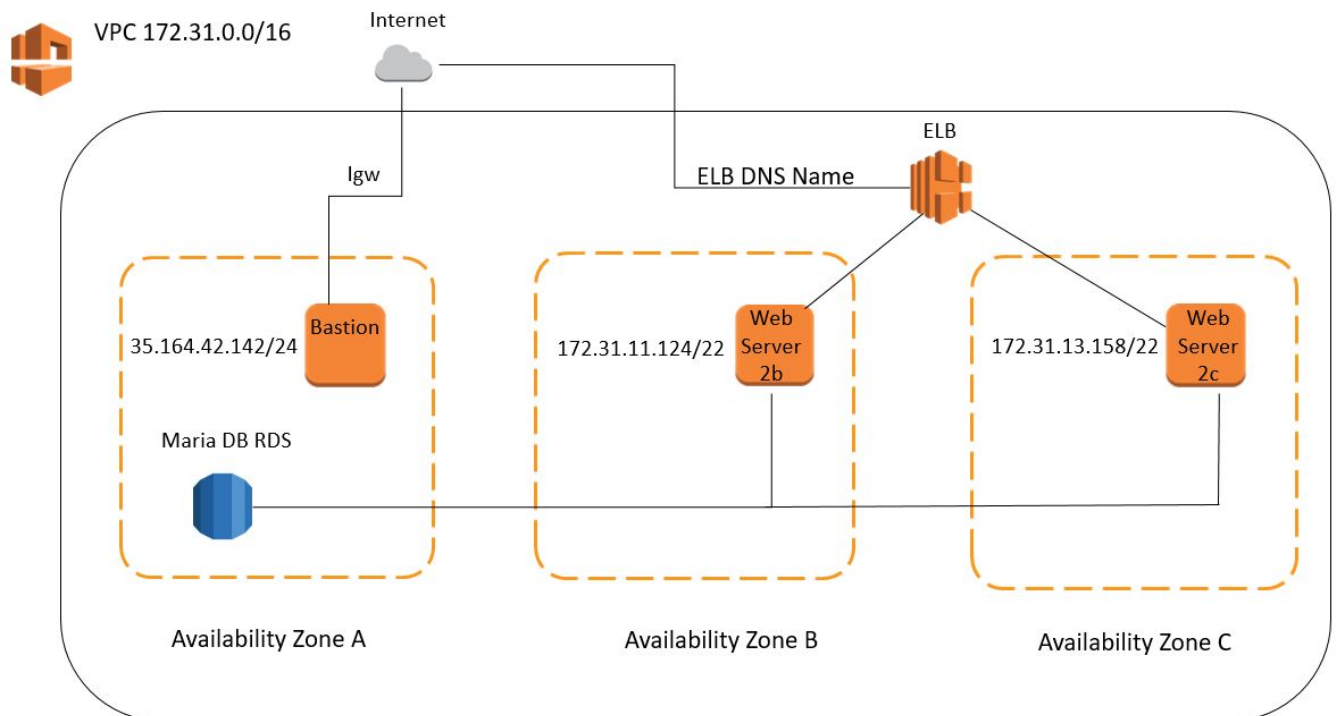 VPC 172.31.0.0/16
Internet
ELB
Igw
ELB DNS Name
Bastion
35.164.42.142/24
Web
Server
2b
172.31.11.124/22
Web
Server
2c
172.31.13.158/22
Maria DB RDS
Availability Zone A
Availability Zone B
Availability Zone C